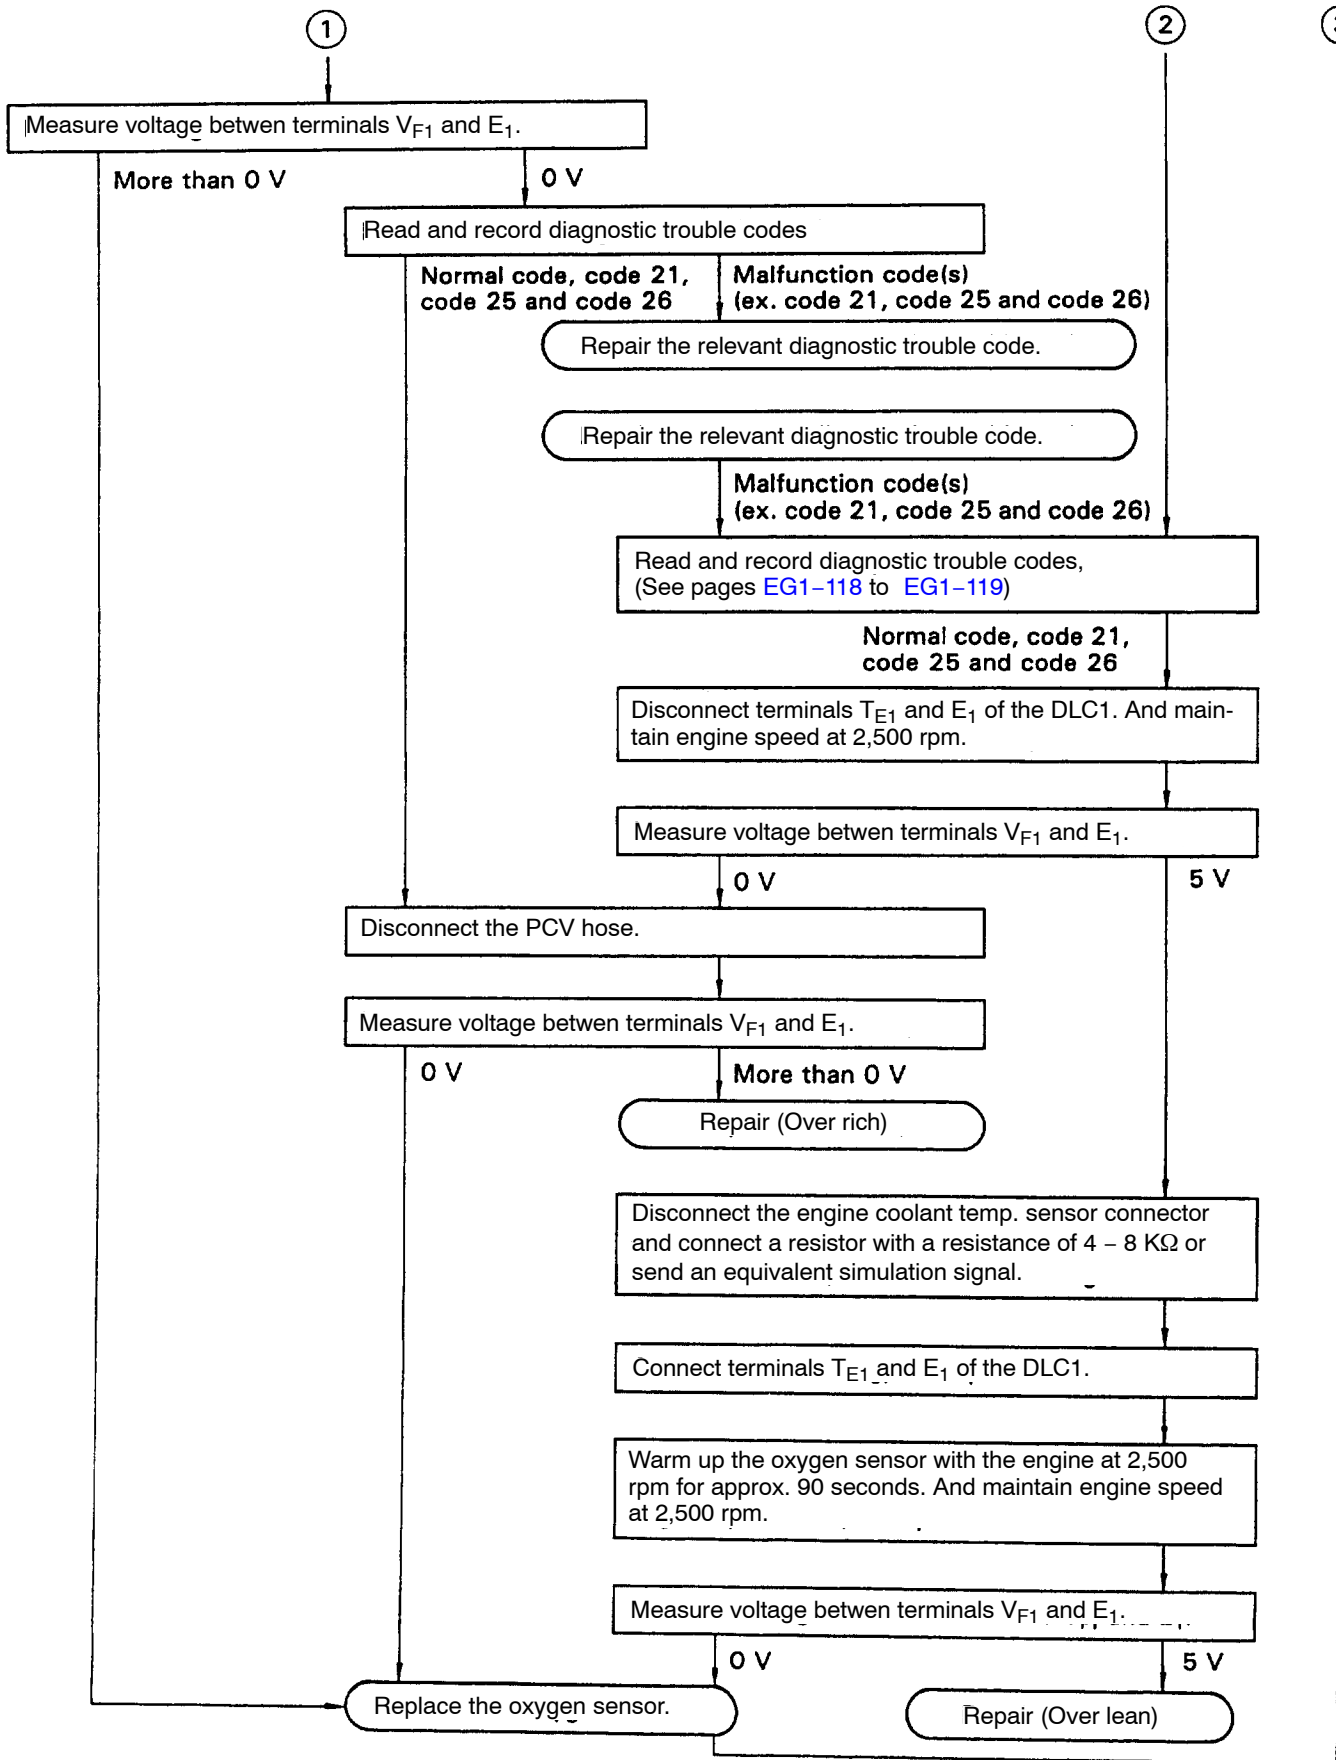 1
2
3
Measure voltage betwen terminals VF1 and E1.
More than 0 V
0 V
Read and record diagnostic trouble codes
Normal code, code 21,
code 25 and code 26
Malfunction code(s)
(ex. code 21, code 25 and code 26)
Repair the relevant diagnostic trouble code.
Repair the relevant diagnostic trouble code.
Malfunction code(s)
(ex. code 21, code 25 and code 26)
Read and record diagnostic trouble codes,
(See pages EG1–118 to EG1–119)
Normal code, code 21,
code 25 and code 26
Disconnect terminals TE1 and E1 of the DLC1. And main-
tain engine speed at 2,500 rpm.
Measure voltage betwen terminals VF1 and E1.
0 V
5 V
Disconnect the PCV hose.
Measure voltage betwen terminals VF1 and E1.
0 V
More than 0 V
Repair (Over rich)
Disconnect the engine coolant temp. sensor connector
and connect a resistor with a resistance of 4 – 8 KΩ or
send an equivalent simulation signal.
Connect terminals TE1 and E1 of the DLC1.
Warm up the oxygen sensor with the engine at 2,500
rpm for approx. 90 seconds. And maintain engine speed
at 2,500 rpm.
Measure voltage betwen terminals VF1 and E1.
0 V
5 V
Replace the oxygen sensor.
Repair (Over lean)